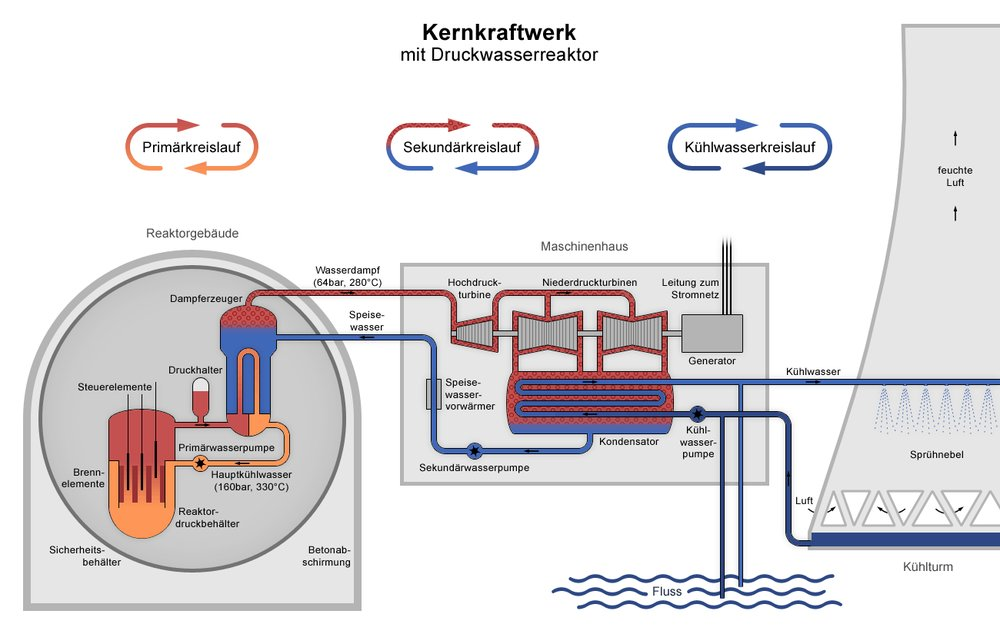 Kernkraftwerk
mit Druckwasserreaktor
Primärkreislauf
Sekundärkreislauf
Kühlwasserkreislauf
feuchte
Luft
Reaktorgebäude
Maschinenhaus
Wasserdampf
(64bar, 280°C)
Hochdruck-
turbine
Niederdruckturbinen
Leitung zum
Stromnetz
Dampferzeuger
Speise-
wasser
Generator
Druckhalter
Steuerelemente
Speise-
wasser-
vorwärmer
Kühlwasser
Kondensator
Kühl-
wasser-
pumpe
Primärwasserpumpe
Sekundärwasserpumpe
Sprühnebel
Brenn-
elemente
Hauptkühlwasser
(160bar, 330°C)
Reaktor-
druckbehälter
Luft
Sicherheits-
behälter
Betonab-
schirmung
Kühlturm
Fluss